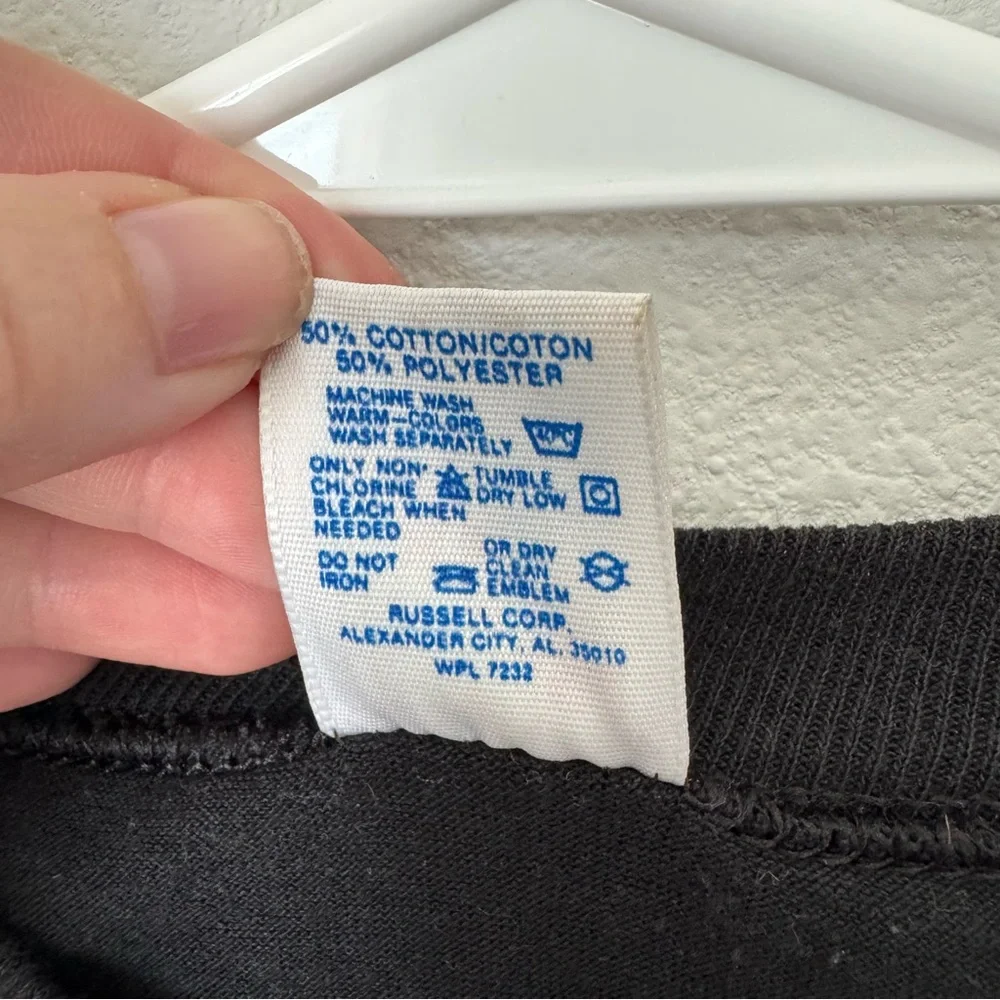 50% COTTON/COTON
50% POLYESTER
MACHINE WASH
WARM—COLORS
WASH SEPARATELY
ONLY NON-
CHLORINE
BLEACH WHEN
NEEDED
TUMBLE
DRY LOW
DO NOT
IRON
OR DRY
CLEAN
EMBLEM
RUSSELL CORP.
ALEXANDER CITY, AL. 35010
WPL 7232